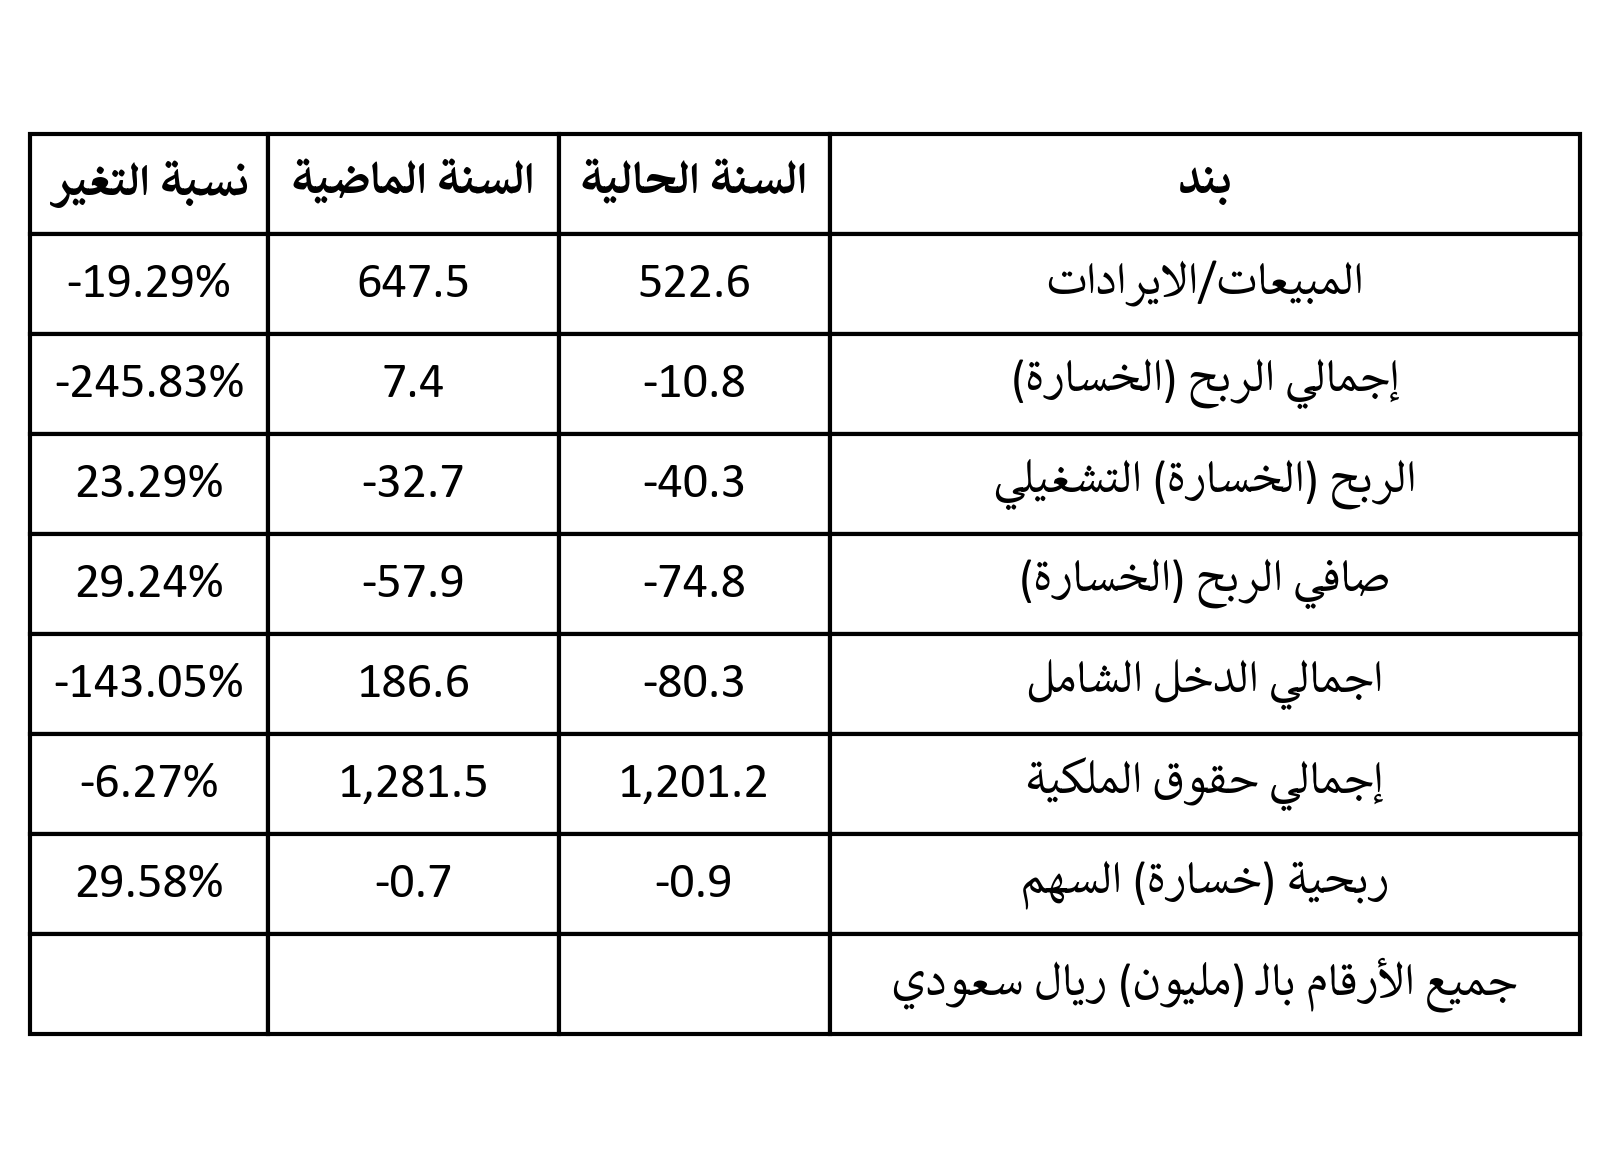 بند السنة الحالية السنة الماضية نسبة التغير
المبيعات/الايرادات 522.6 647.5 -19.29%
إجمالي الربح (الخسارة) -10.8 7.4 -245.83%
الربح (الخسارة) التشغيلي -40.3 -32.7 23.29%
صافي الربح (الخسارة) -74.8 -57.9 29.24%
اجمالي الدخل الشامل -80.3 186.6 -143.05%
إجمالي حقوق الملكية 1,201.2 1,281.5 -6.27%
ربحية (خسارة) السهم -0.9 -0.7 29.58%
جميع الأرقام بالـ (مليون) ريال سعودي